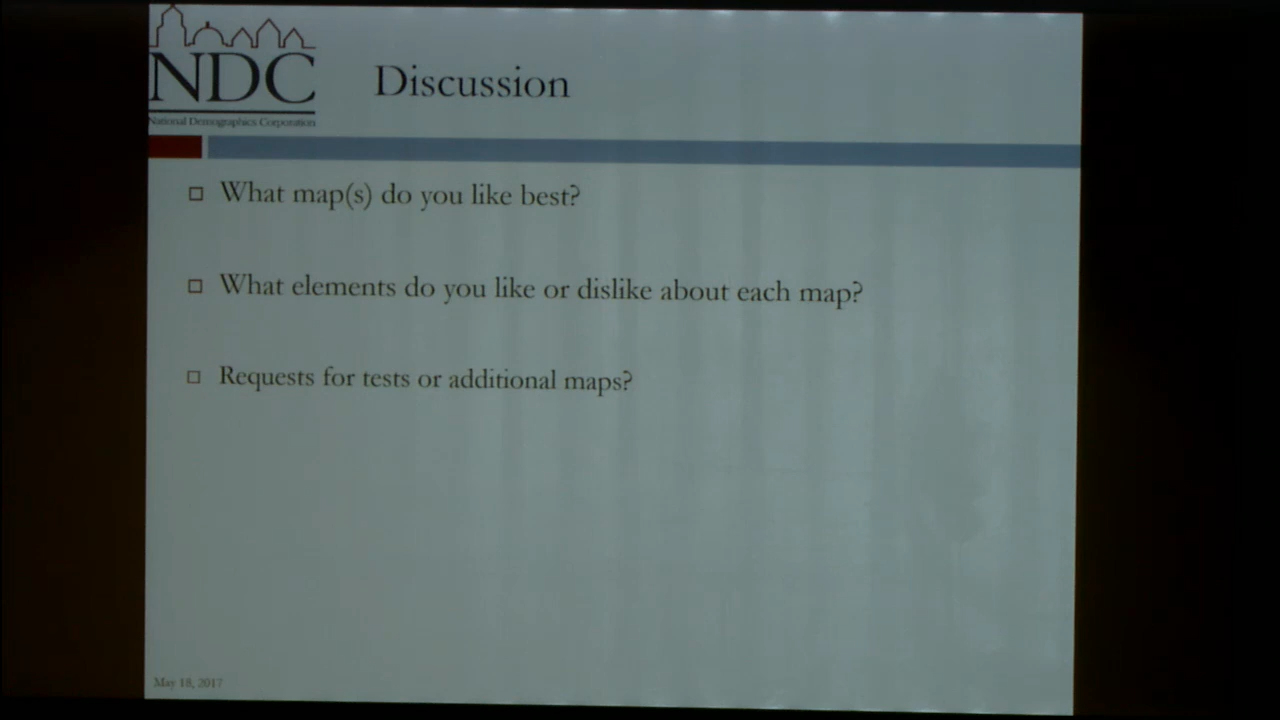 NDC
National Demographics Corporation
Discussion
What map(s) do you like best?
What elements do you like or dislike about each map?
Requests for tests or additional maps?
May 18, 2017